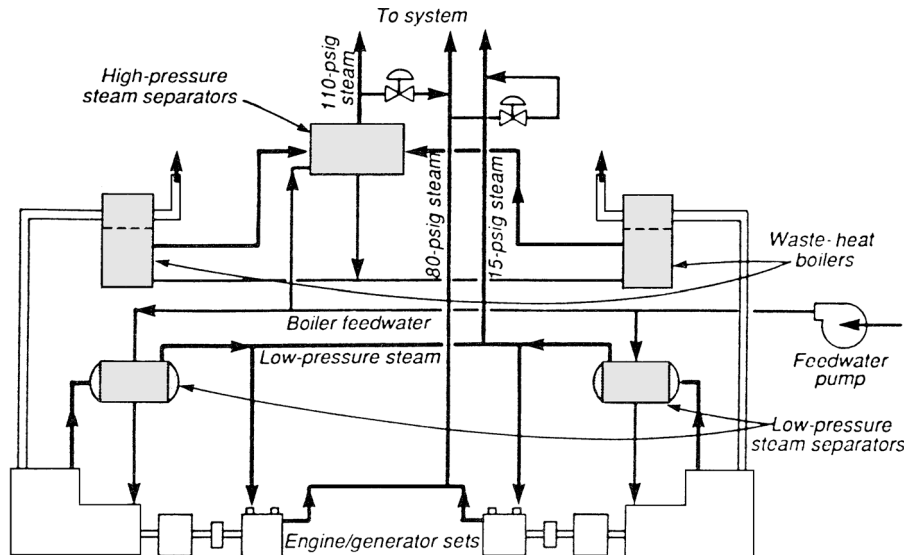 To system
High-pressure
steam separators
110-psig
steam
80-psig steam
15-psig steam
Waste-heat
boilers
Boiler feedwater
Low-pressure steam
Feedwater
pump
Low-pressure
steam separators
Engine/generator sets